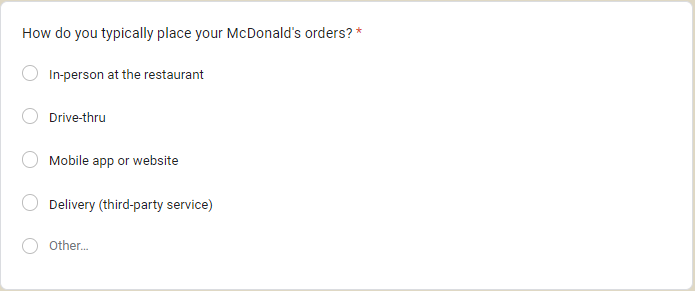 How do you typically place your McDonald's orders? *
In-person at the restaurant
Drive-thru
Mobile app or website
Delivery (third-party service)
Other...